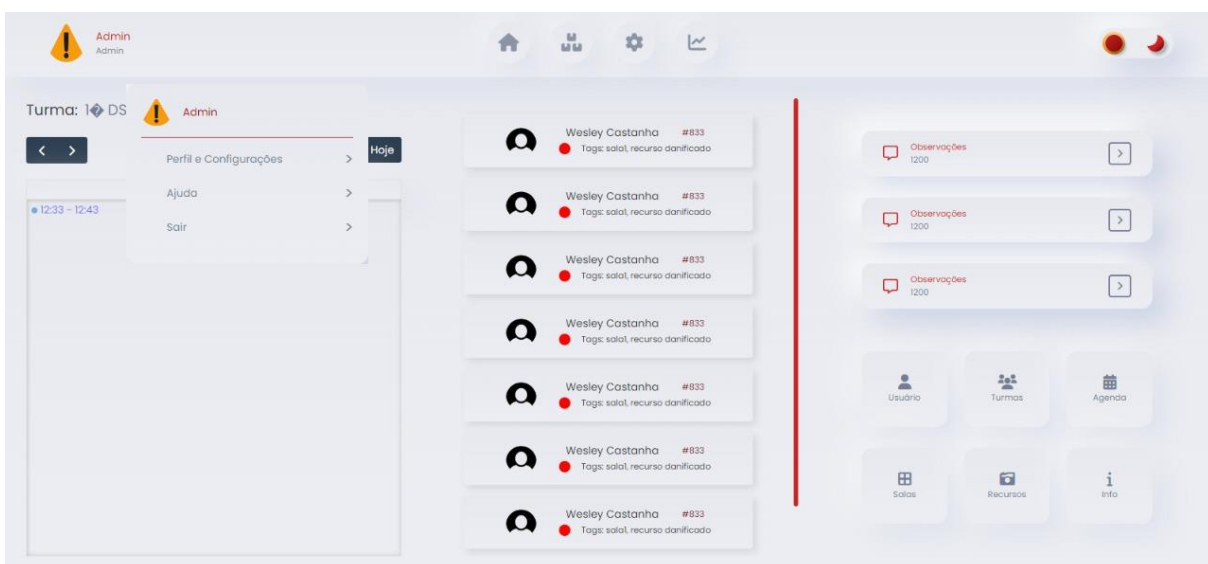 Admin
Admin
Turma: 1� DS
Admin
Perfil e Configurações
Ajuda
Sair
Hoje
12:33 - 12:43
Wesley Castanha #833
Tags: sala1, recurso danificado
Wesley Castanha #833
Tags: sala1, recurso danificado
Wesley Castanha #833
Tags: sala1, recurso danificado
Wesley Castanha #833
Tags: sala1, recurso danificado
Wesley Castanha #833
Tags: sala1, recurso danificado
Wesley Castanha #833
Tags: sala1, recurso danificado
Wesley Castanha #833
Tags: sala1, recurso danificado
Observações
1200
Observações
1200
Observações
1200
Usuário Turmas Agenda
Salas Recursos Info